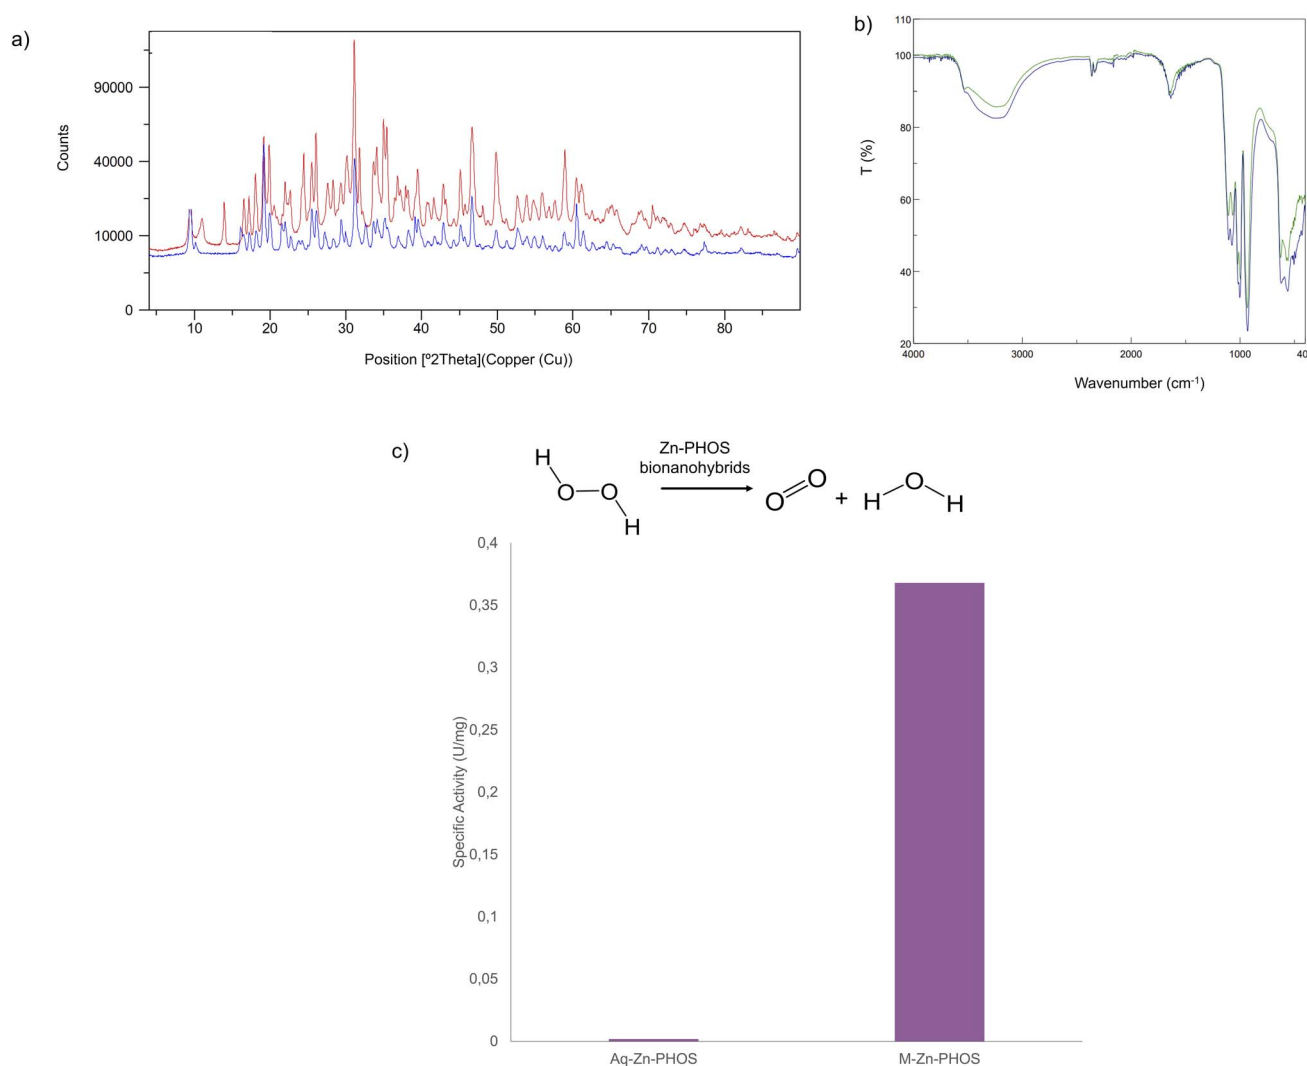 a)
Counts
90000
40000
10000
0
10 20 30 40 50 60 70 80
Position [º2Theta](Copper (Cu))
b)
T (%)
110
100
80
60
40
20
4000 3000 2000 1000 40
Wavenumber (cm-1)
c)
Zn-PHOS
bionanohybrids
H
O O
H
O
O
+
H O H
Specific Activity (U/mg)
0,4
0,35
0,3
0,25
0,2
0,15
0,1
0,05
0
Aq-Zn-PHOS M-Zn-PHOS